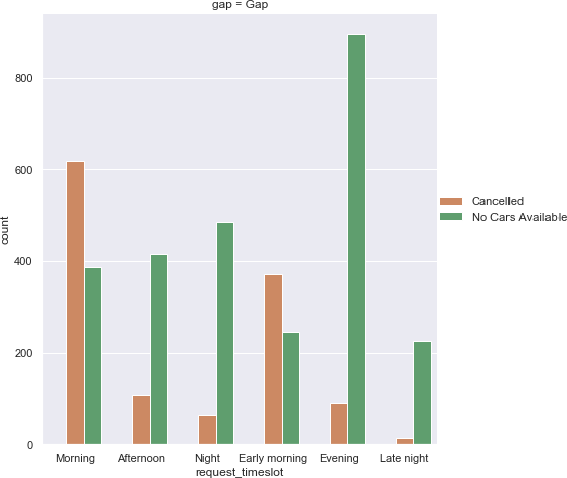 gap = Gap
count
800
600
400
200
0
Morning
Afternoon
Night
Early morning
Evening
Late night
request_timeslot
Cancelled
No Cars Available